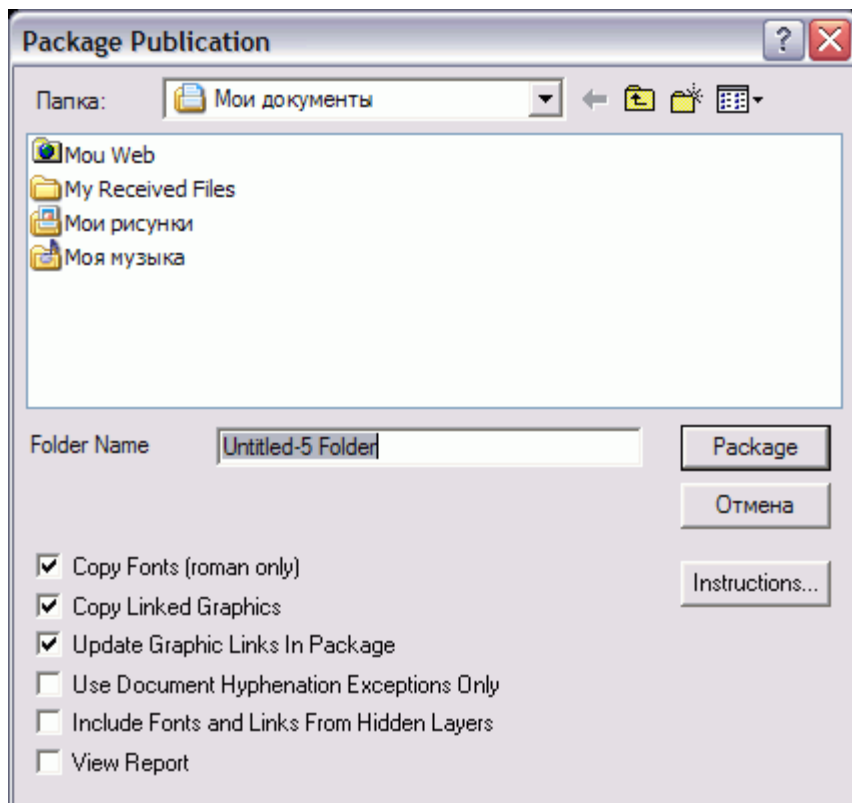 Package Publication
Папка: Мои документы
Mou Web
My Received Files
Мои рисунки
Моя музыка
Folder Name Untitled-5 Folder Package
Отмена
Copy Fonts (roman only)
Instructions...
Copy Linked Graphics
Update Graphic Links In Package
Use Document Hyphenation Exceptions Only
Include Fonts and Links From Hidden Layers
View Report